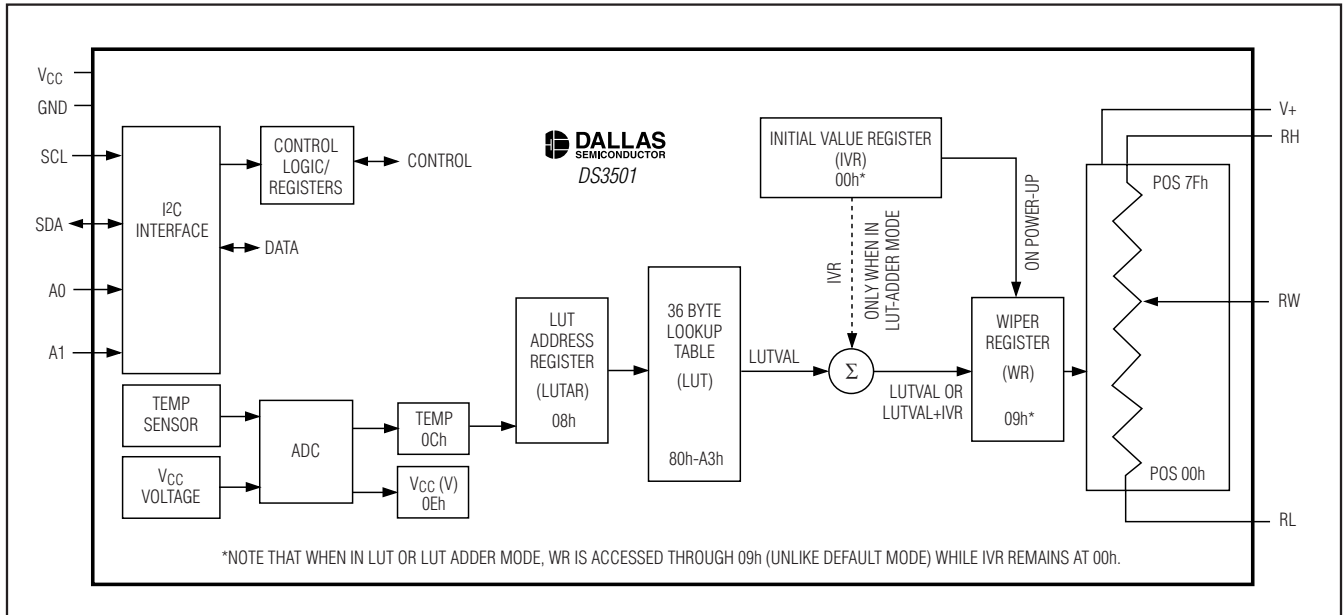 VCC
GND
SCL
SDA
A0
A1
I2C
INTERFACE
CONTROL
LOGIC/
REGISTERS
CONTROL
DATA
DALLAS
SEMICONDUCTOR
DS3501
INITIAL VALUE REGISTER
(IVR)
00h*
IVR
ONLY WHEN IN
LUT-ADDER MODE
ON POWER-UP
TEMP
SENSOR
VCC
VOLTAGE
ADC
TEMP
0Ch
VCC (V)
0Eh
LUT
ADDRESS
REGISTER
(LUTAR)
08h
36 BYTE
LOOKUP
TABLE
(LUT)
80h-A3h
LUTVAL
Σ
LUTVAL OR
LUTVAL+IVR
WIPER
REGISTER
(WR)
09h*
POS 7Fh
POS 00h
V+
RH
RW
RL
*NOTE THAT WHEN IN LUT OR LUT ADDER MODE, WR IS ACCESSED THROUGH 09h (UNLIKE DEFAULT MODE) WHILE IVR REMAINS AT 00h.